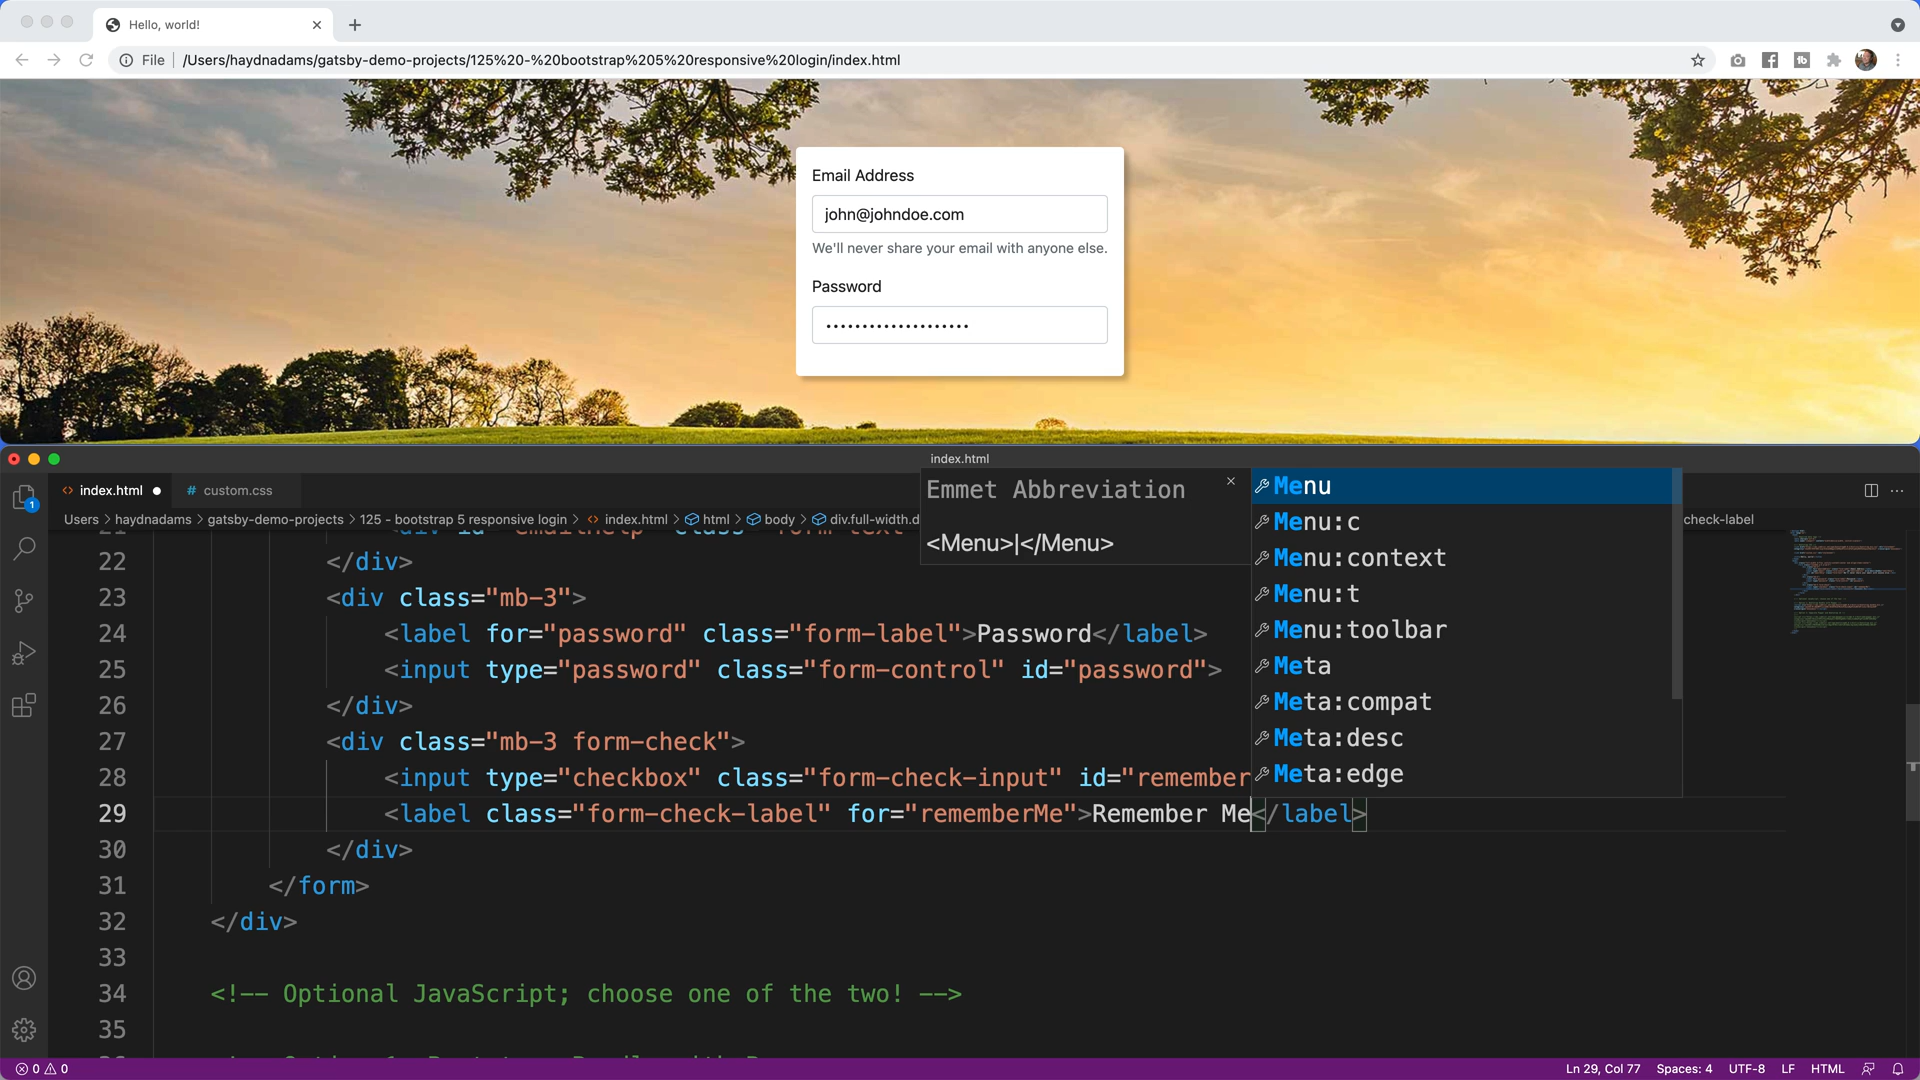 Hello, world!
File
/Users/haydnadams/gatsby-demo-projects/125%20-%20bootstrap%205%20responsive%20login/index.html
Email Address
john@johndoe.com
We'll never share your email with anyone else.
Password
••••••••••••••••••••
index.html
index.html
# custom.css
Users > haydnadams > gatsby-demo-projects > 125 - bootstrap 5 responsive login > index.html > html > body > div.full-width.d
check-label
Emmet Abbreviation
<Menu>|</Menu>
Menu
Menu:c
Menu:context
Menu:t
Menu:toolbar
Meta
Meta:compat
Meta:desc
Meta:edge
1
22 </div>
23 <div class="mb-3">
24 <label for="password" class="form-label">Password</label>
25 <input type="password" class="form-control" id="password">
26 </div>
27 <div class="mb-3 form-check">
28 <input type="checkbox" class="form-check-input" id="remember
29 <label class="form-check-label" for="rememberMe">Remember Me</label>
30 </div>
31 </form>
32 </div>
33
34 <!-- Optional JavaScript; choose one of the two! -->
35
0 0
Ln 29, Col 77 Spaces: 4 UTF-8 LF HTML